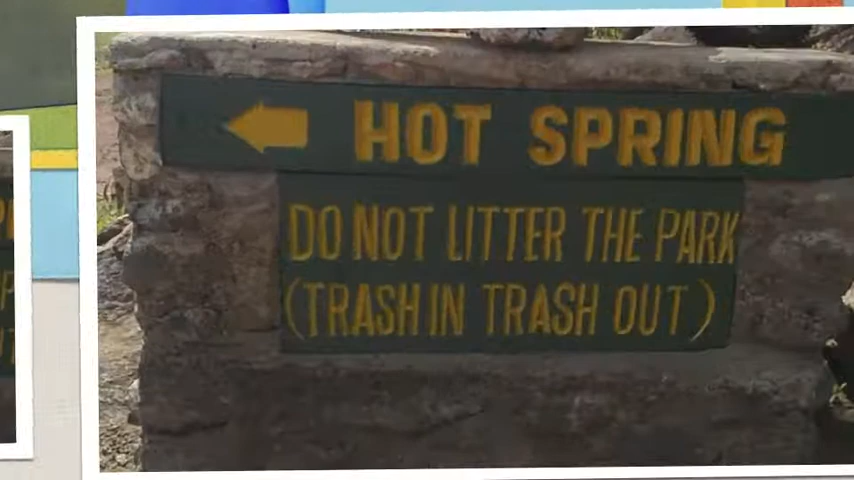 HOT SPRING
DO NOT LITTER THE PARK
(TRASH IN TRASH OUT)